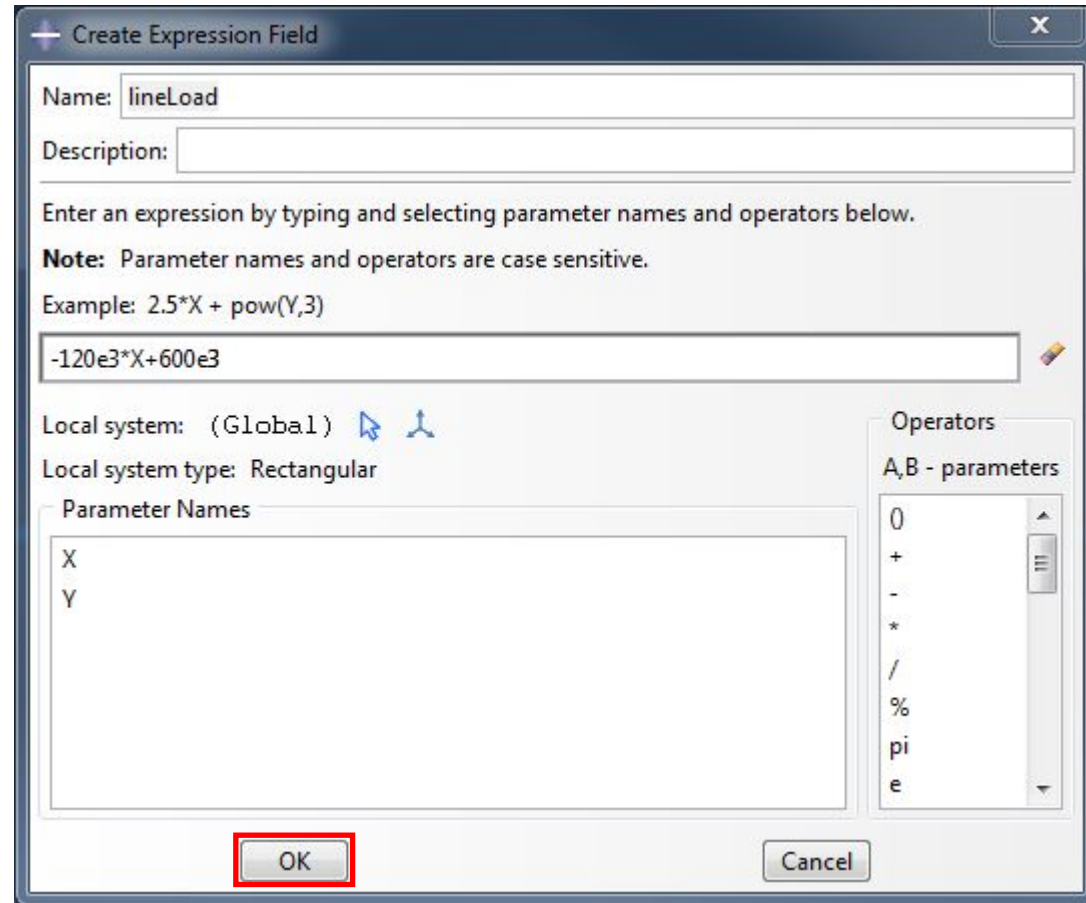 Create Expression Field
X
Name: lineLoad
Description:
Enter an expression by typing and selecting parameter names and operators below.
Note: Parameter names and operators are case sensitive.
Example: 2.5*X + pow(Y,3)
-120e3*X+600e3
Local system: (Global)
Local system type: Rectangular
Parameter Names
X
Y
Operators
A,B - parameters
()
+
-
*
/
%
pi
e
OK
Cancel